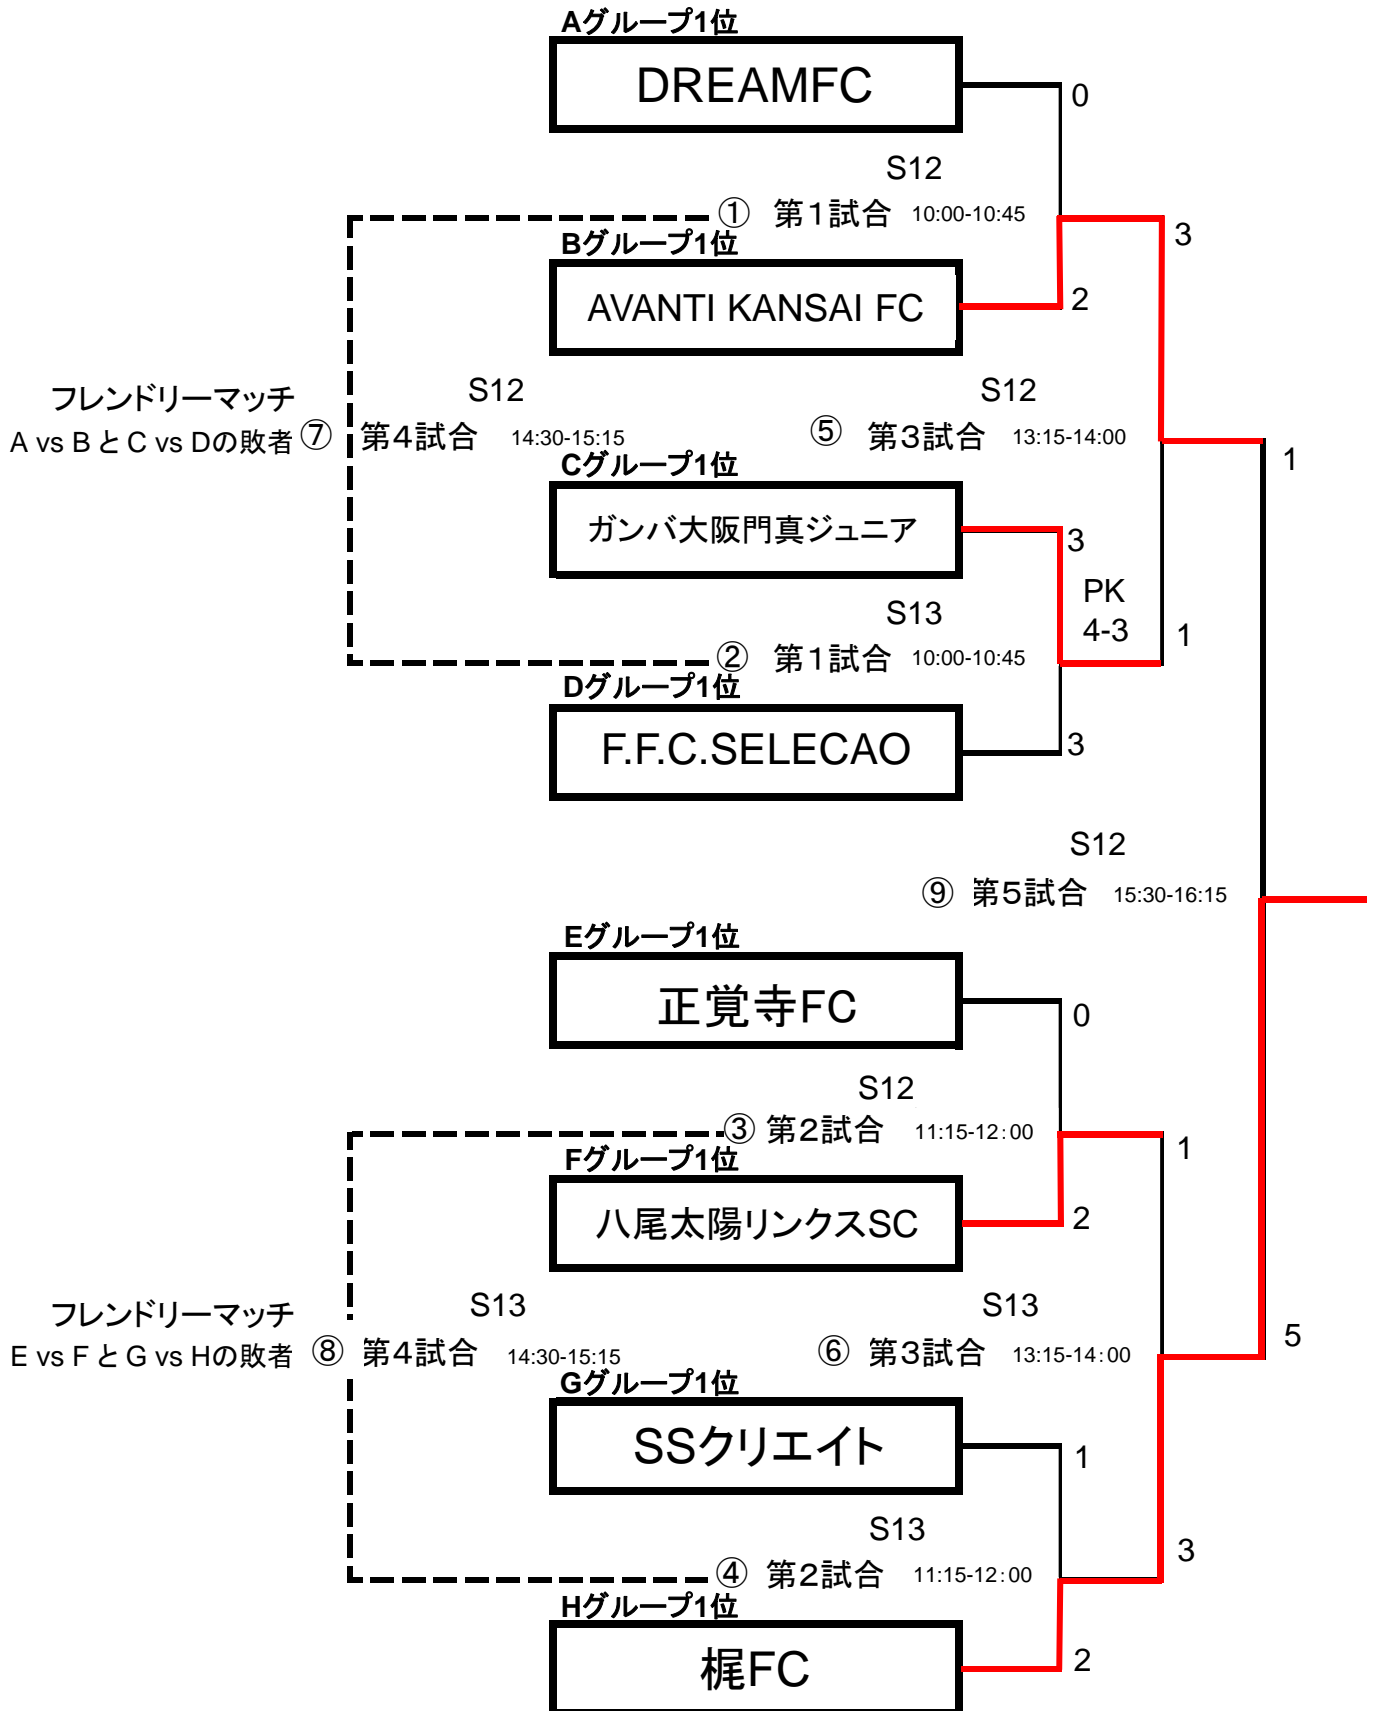 Aグループ1位
DREAMFC
0
S12
① 第１試合 10:00-10:45
3
Bグループ1位
AVANTI KANSAI FC
2
フレンドリーマッチ
A vs B と C vs Dの敗者
S12
⑦ 第４試合 14:30-15:15
S12
⑤ 第３試合 13:15-14:00
1
Cグループ1位
ガンバ大阪門真ジュニア
3
PK
4-3
S13
② 第１試合 10:00-10:45
1
Dグループ1位
F.F.C.SELECAO
3
S12
⑨ 第５試合 15:30-16:15
Eグループ1位
正覚寺FC
0
S12
③ 第２試合 11:15-12：00
1
Fグループ1位
八尾太陽リンクスSC
2
フレンドリーマッチ
E vs F と G vs Hの敗者
S13
⑧ 第４試合 14:30-15:15
S13
⑥ 第３試合 13:15-14：00
5
Gグループ1位
SSクリエイト
1
S13
④ 第２試合 11:15-12：00
3
Hグループ1位
梶FC
2